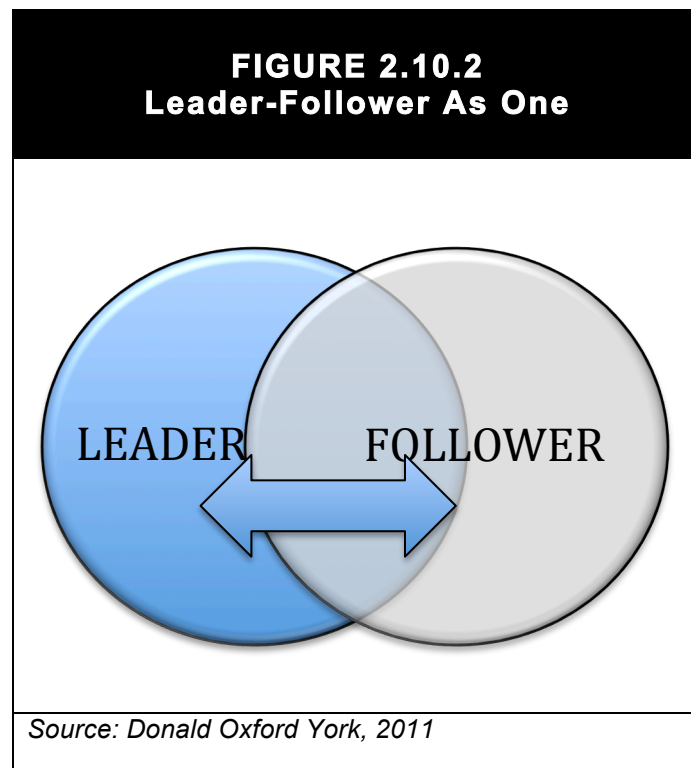 FIGURE 2.10.2
Leader-Follower As One
LEADER
FOLLOWER
Source: Donald Oxford York, 2011